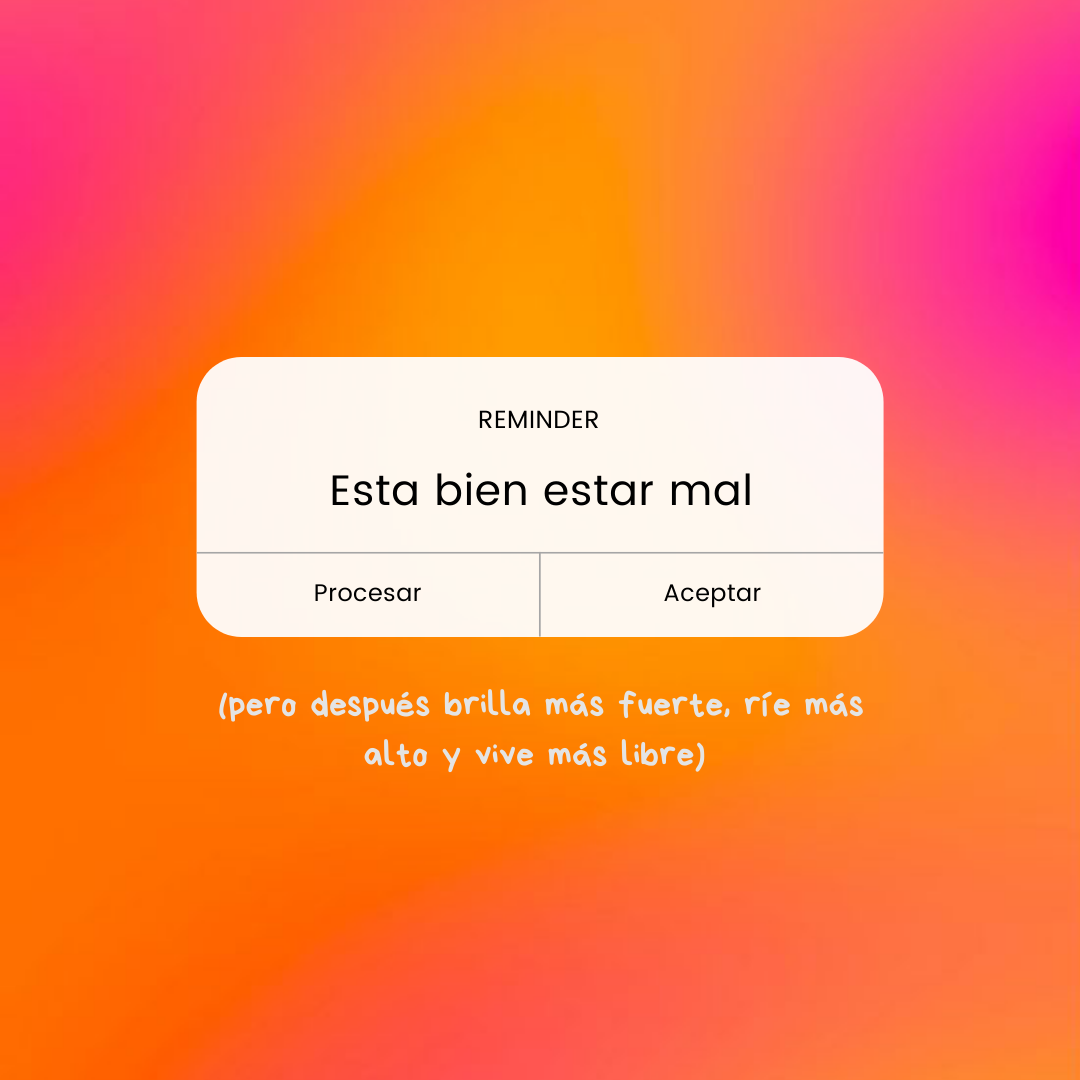 REMINDER
Esta bien estar mal
Procesar
Aceptar
(pero después brilla más fuerte, ríe más
alto y vive más libre)